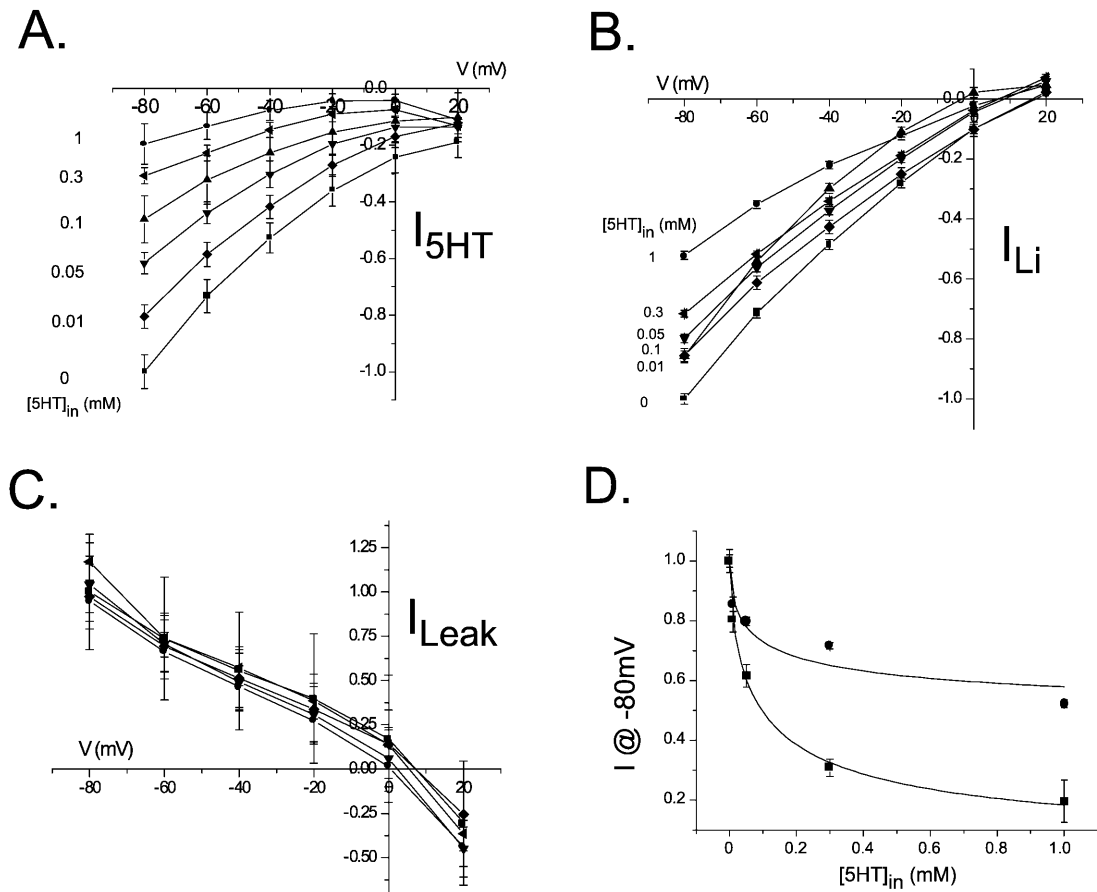 A.
V (mV)
-80 -60 -40 -20 0 20
0.0
-0.2
-0.4
-0.6
-0.8
-1.0
1
0.3
0.1
0.05
0.01
0
[5HT]in (mM)
I5HT
B.
V (mV)
-80 -60 -40 -20 0 20
0.0
-0.2
-0.4
-0.6
-0.8
-1.0
[5HT]in (mM)
1
0.3
0.05
0.1
0.01
0
ILi
C.
1.25
1.00
0.75
0.50
0.25
0.00
-0.25
-0.50
V (mV)
-80 -60 -40 -20 0 20
ILeak
D.
I @ -80mV
1.0
0.8
0.6
0.4
0.2
0 0.2 0.4 0.6 0.8 1.0
[5HT]in (mM)